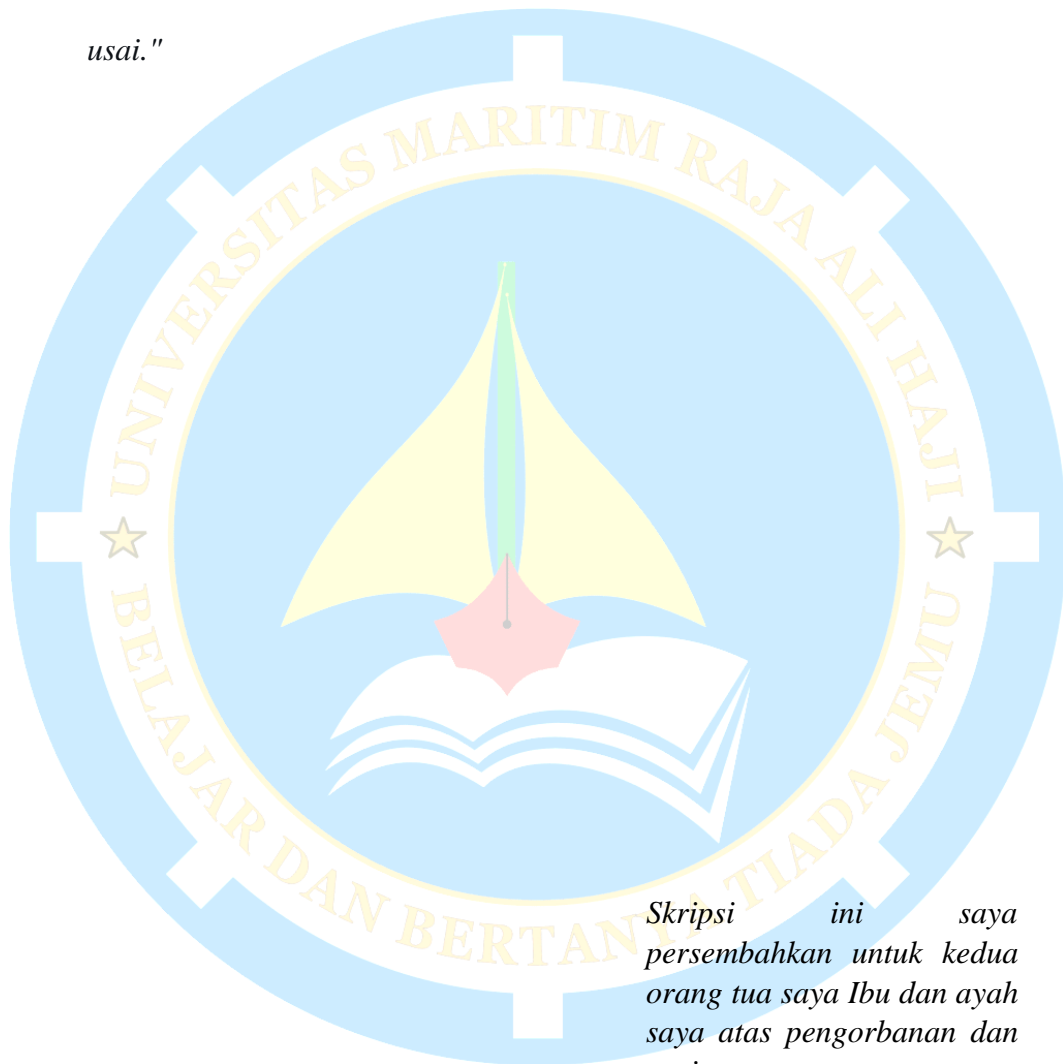 usai."
UNIVERSITAS MARITIM RAJA ALI HAJI
BELAJAR DAN BERTANYA TIADA JEMU
Skripsi ini saya
persembahkan untuk kedua
orang tua saya Ibu dan ayah
saya atas pengorbanan dan